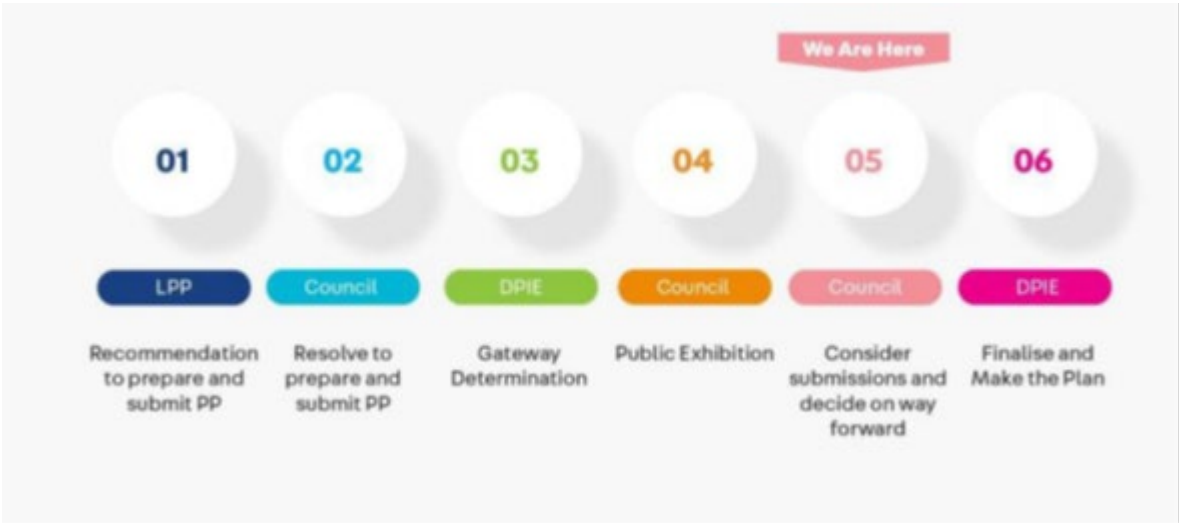 We Are Here
01
02
03
04
05
06
LPP
Council
DPIE
Council
Council
DPIE
Recommendation
to prepare and
submit PP
Resolve to
prepare and
submit PP
Gateway
Determination
Public Exhibition
Consider
submissions and
decide on way
forward
Finalise and
Make the Plan